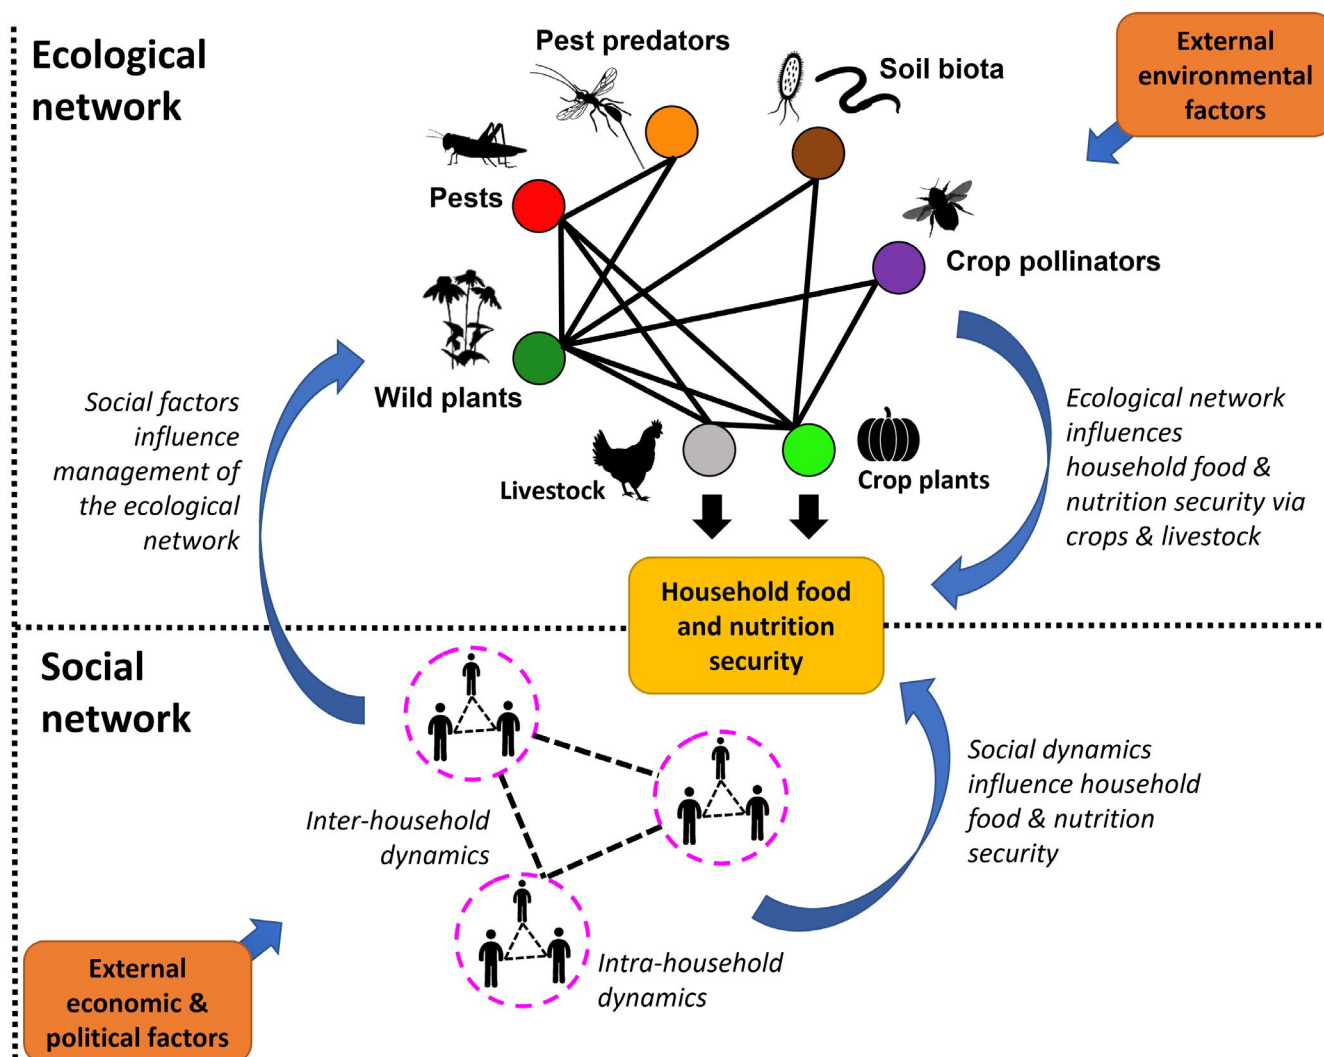 Ecological
network
Pest predators
Soil biota
External
environmental
factors
Pests
Crop pollinators
Wild plants
Livestock
Crop plants
Social factors
influence
management of
the ecological
network
Ecological network
influences
household food &
nutrition security via
crops & livestock
Household food
and nutrition
security
Social
network
Inter-household
dynamics
Intra-household
dynamics
Social dynamics
influence household
food & nutrition
security
External
economic &
political factors